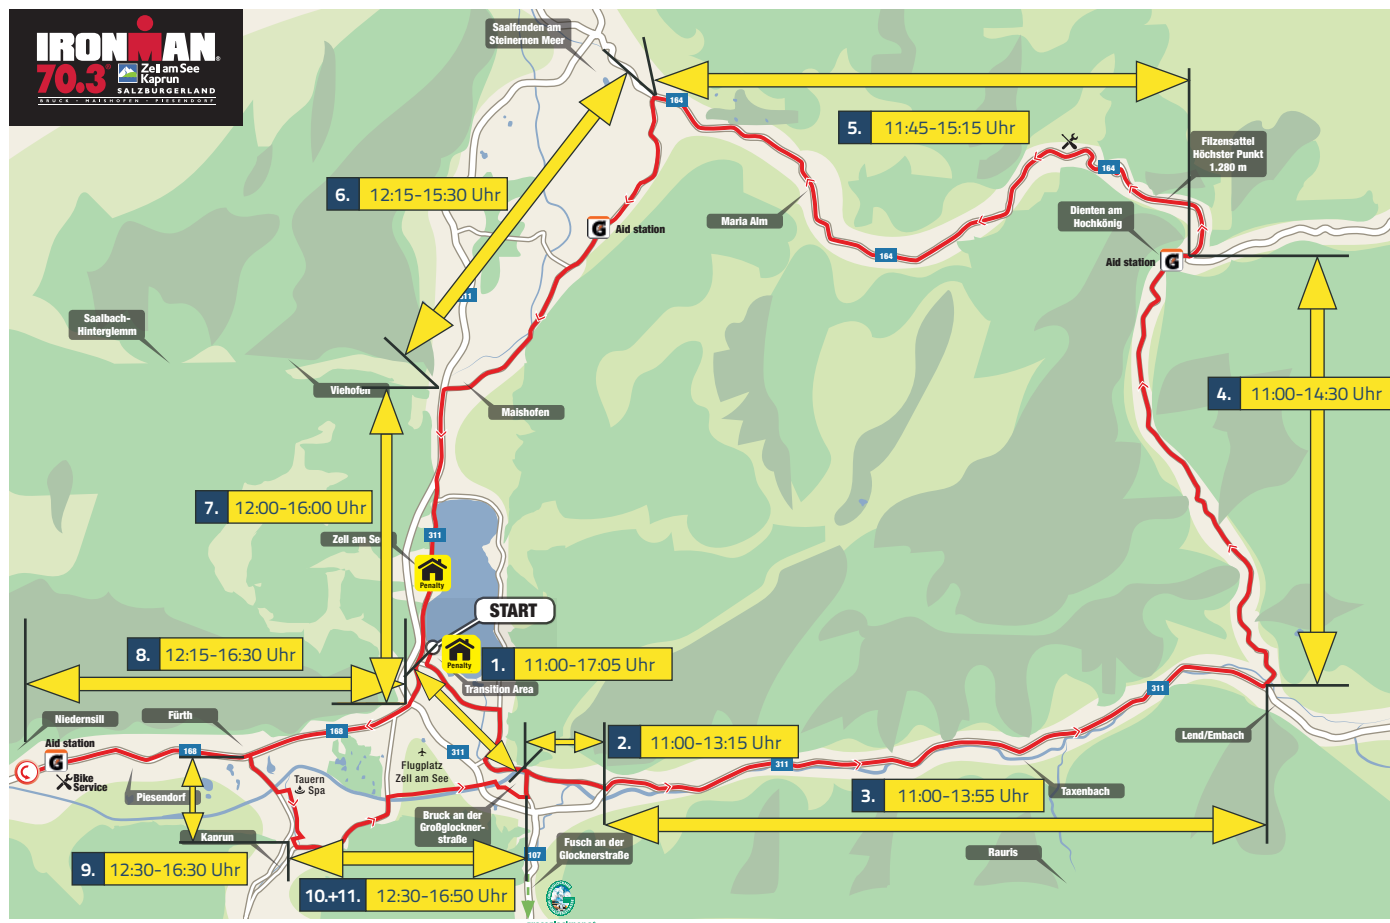 IRONMAN
70.3
Zell am See
Kaprun
SALZBURGERLAND
BRUCK • MAISHOFEN • PIESENDORF
Saalfenden am
Steinernen Meer
164
5. 11:45-15:15 Uhr
Filzensattel
Höchster Punkt
1.280 m
164
6. 12:15-15:30 Uhr
Maria Alm
Dienten am
Hochkönig
G Aid station
164
Aid station G
311
Saalbach-
Hinterglemm
Viehofen
Maishofen
4. 11:00-14:30 Uhr
7. 12:00-16:00 Uhr
311
Zell am Se
Penalty
START
8. 12:15-16:30 Uhr
Penalty
1. 11:00-17:05 Uhr
Transition Area
311
Niedernsill
Fürth
168
2. 11:00-13:15 Uhr
Lend/Embach
Aid station
G
168
311
311
Flugplatz
Zell am See
Bike
Service
Tauern
Spa
Piesendorf
3. 11:00-13:55 Uhr
Taxenbach
Bruck an der
Großglockner-
straße
Kaprun
Fusch an der
Glocknerstraße
107
Rauris
9. 12:30-16:30 Uhr
10.+11. 12:30-16:50 Uhr